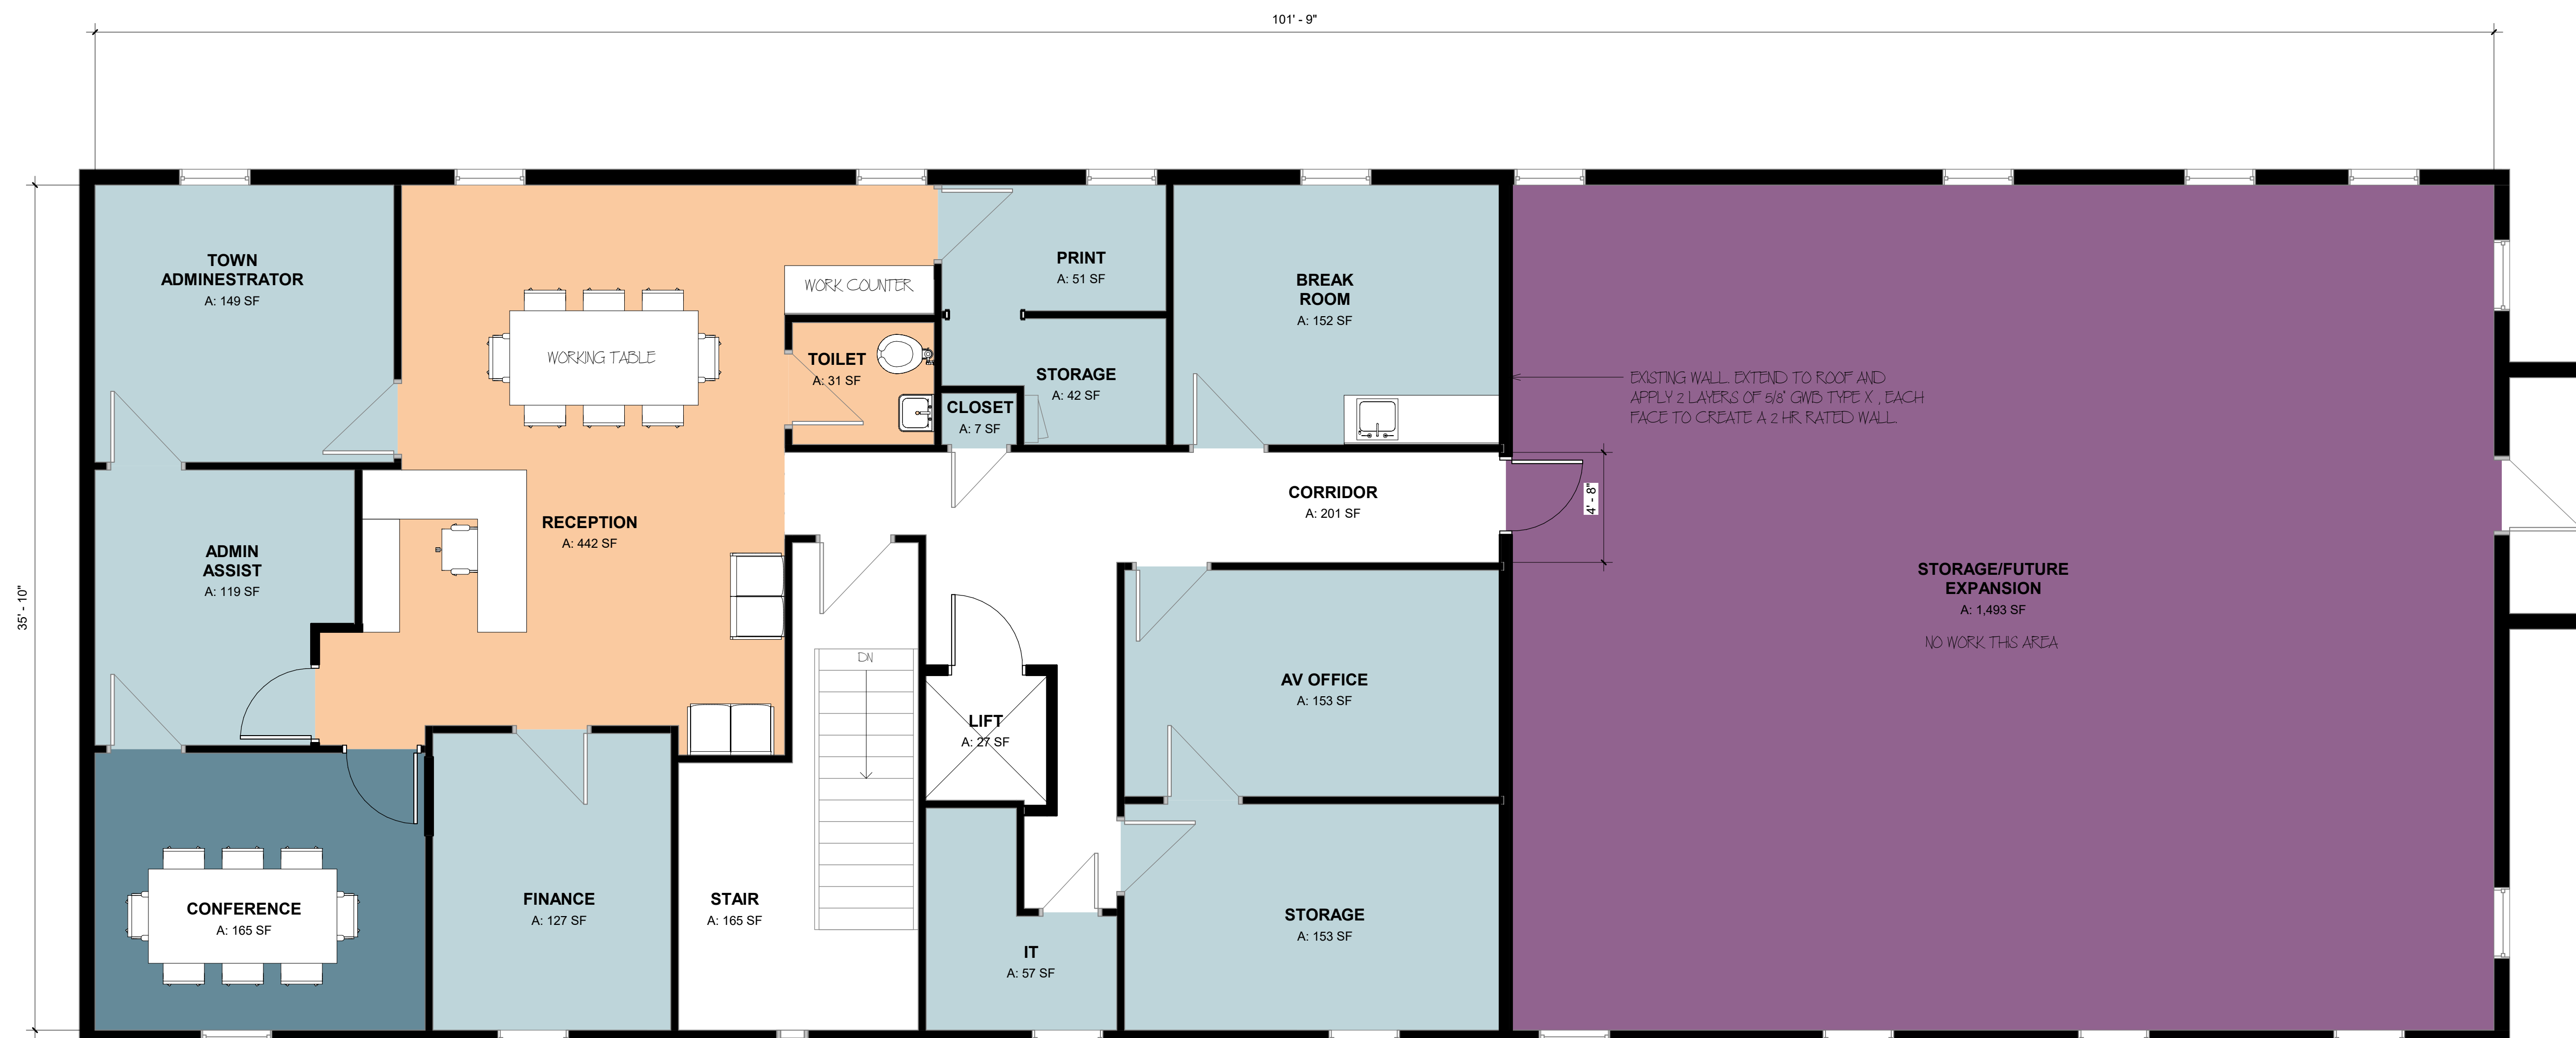 101' - 9"
TOWN
ADMINESTRATOR
A: 149 SF
PRINT
A: 51 SF
BREAK
ROOM
A: 152 SF
WORK COUNTER
WORKING TABLE
TOILET
A: 31 SF
STORAGE
A: 42 SF
CLOSET
A: 7 SF
EXISTING WALL. EXTEND TO ROOF AND
APPLY 2 LAYERS OF 5/8" GWB TYPE X , EACH
FACE TO CREATE A 2 HR RATED WALL.
CORRIDOR
A: 201 SF
4' - 8"
RECEPTION
A: 442 SF
ADMIN
ASSIST
A: 119 SF
35' - 10"
STORAGE/FUTURE
EXPANSION
A: 1,493 SF
NO WORK THIS AREA
DN
AV OFFICE
A: 153 SF
LIFT
A: 27 SF
CONFERENCE
A: 165 SF
FINANCE
A: 127 SF
STAIR
A: 165 SF
STORAGE
A: 153 SF
IT
A: 57 SF